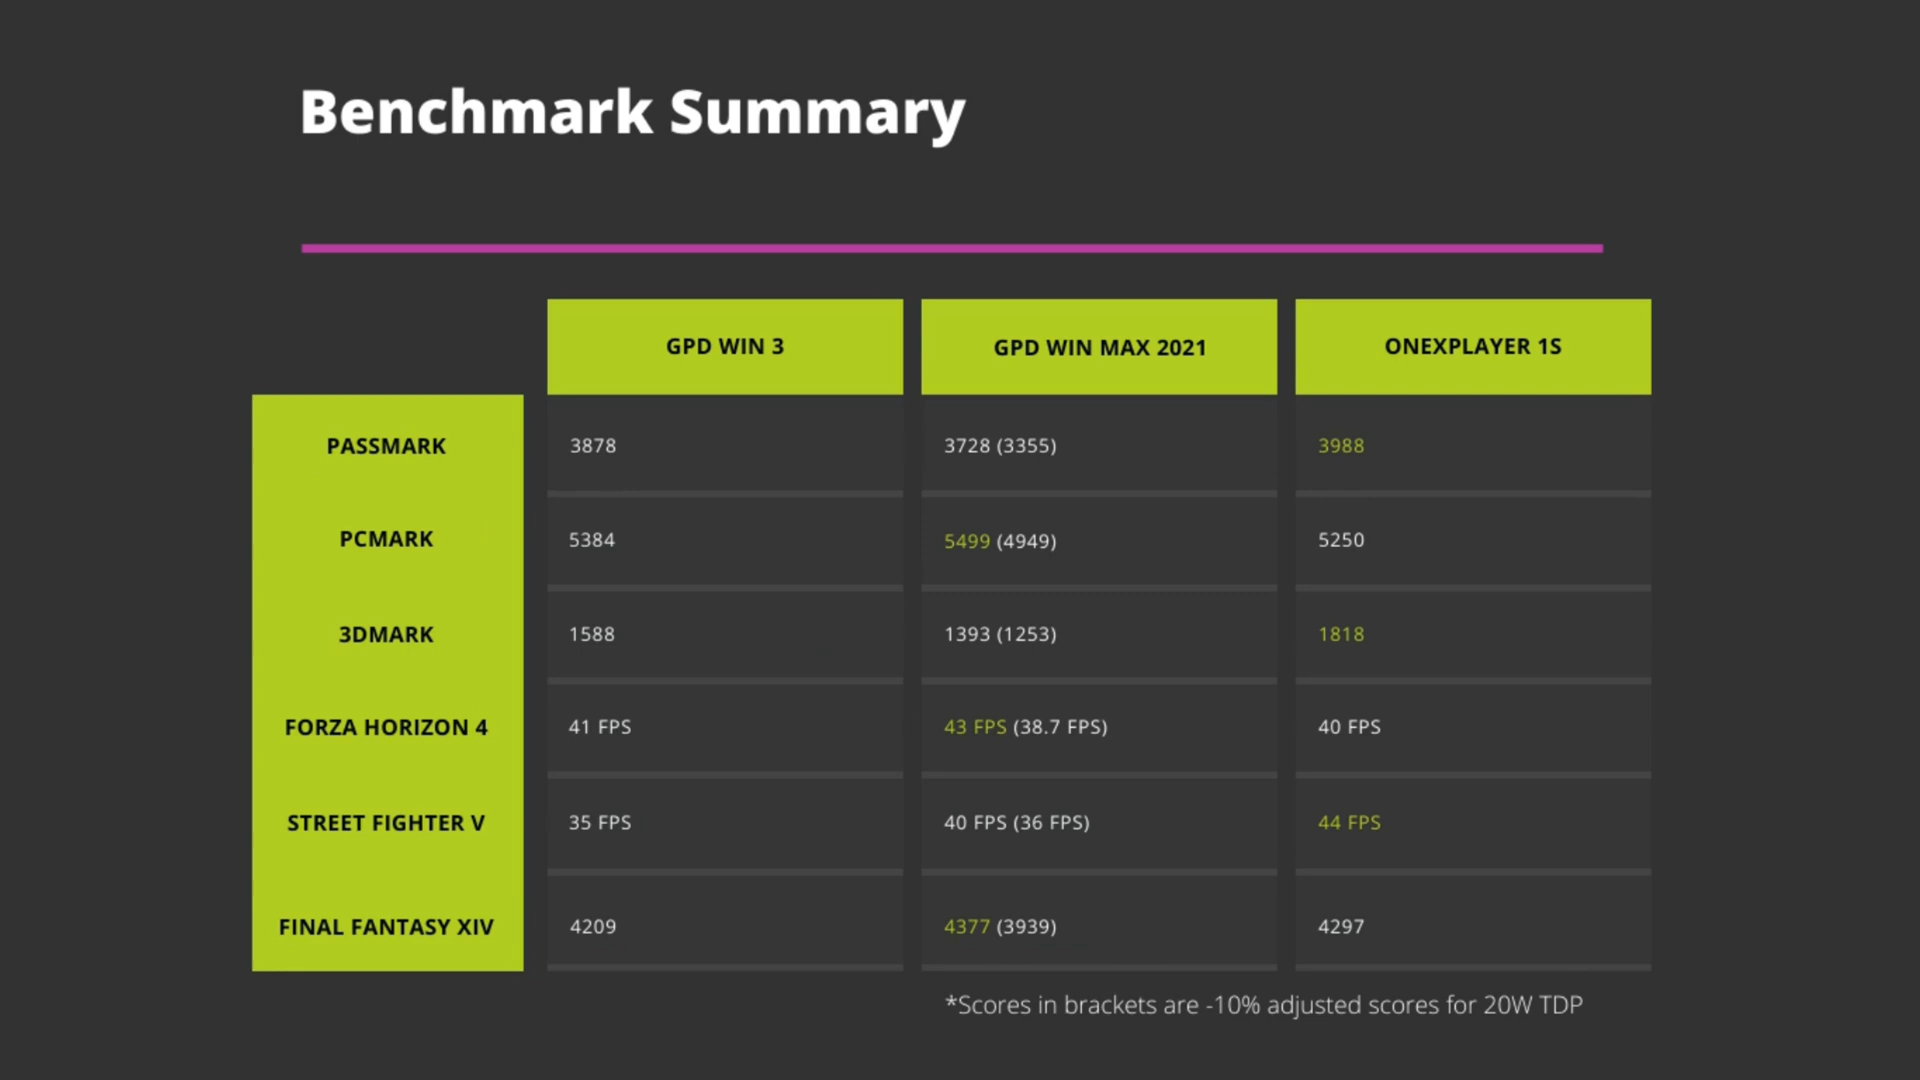 Benchmark Summary
GPD WIN 3 GPD WIN MAX 2021 ONEXPLAYER 1S
PASSMARK 3878 3728 (3355) 3988
PCMARK 5384 5499 (4949) 5250
3DMARK 1588 1393 (1253) 1818
FORZA HORIZON 4 41 FPS 43 FPS (38.7 FPS) 40 FPS
STREET FIGHTER V 35 FPS 40 FPS (36 FPS) 44 FPS
FINAL FANTASY XIV 4209 4377 (3939) 4297
*Scores in brackets are -10% adjusted scores for 20W TDP